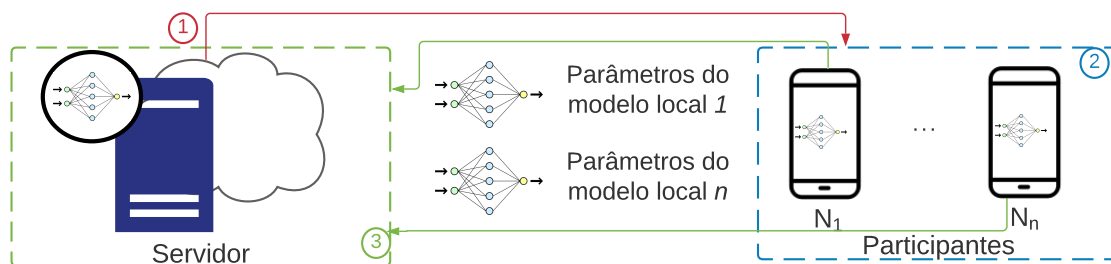 1
2
Parâmetros do
modelo local 1
...
Parâmetros do
modelo local n
N1
Nn
3
Servidor
Participantes